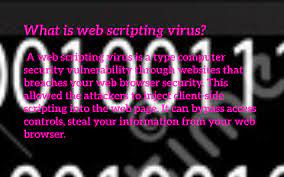 What is web scripting virus?
A web scripting virus is a type computer
security vulnerability through websites that
breaches your web browser security. This
allowed the attackers to inject client side
scripting into the web page. It can bypass access
controls, steal your information from your web
browser.